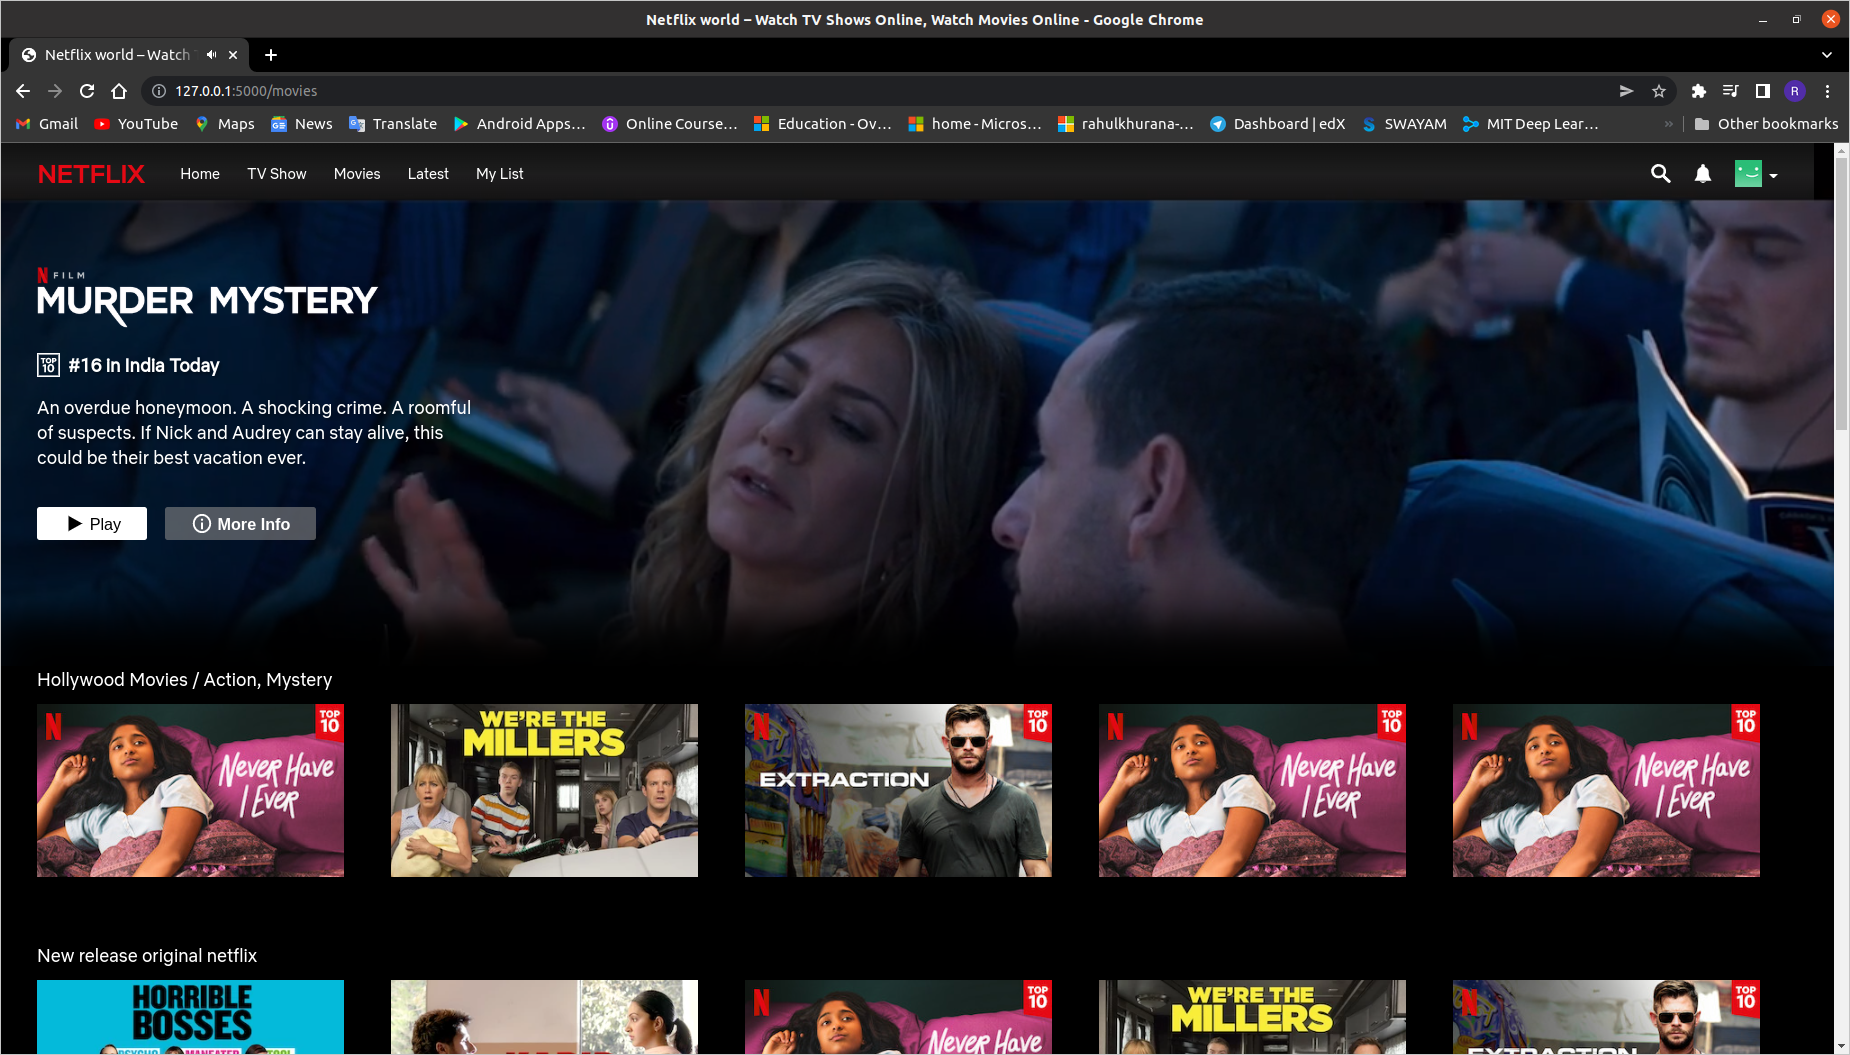 Netflix world – Watch TV Shows Online, Watch Movies Online - Google Chrome
Netflix world – Watch
127.0.0.1:5000/movies
R
Gmail YouTube Maps News Translate Android Apps… Online Course… Education - Ov… home - Micros… rahulkhurana-… Dashboard | edX SWAYAM MIT Deep Lear… » Other bookmarks
NETFLIX Home TV Show Movies Latest My List
N FILM
MURDER MYSTERY
TOP 10 #16 in India Today
An overdue honeymoon. A shocking crime. A roomful
of suspects. If Nick and Audrey can stay alive, this
could be their best vacation ever.
Play More Info
Hollywood Movies / Action, Mystery
N TOP 10 NEVER HAVE I EVER
WE'RE THE MILLERS
N TOP 10 EXTRACTION
N TOP 10 NEVER HAVE I EVER
N TOP 10 NEVER HAVE I EVER
New release original netflix
HORRIBLE BOSSES
PSYCHO MANEATER TOOL
N TOP 10 NEVER HAVE
WE'RE THE MILLERS
N TOP 10 EXTRACTION